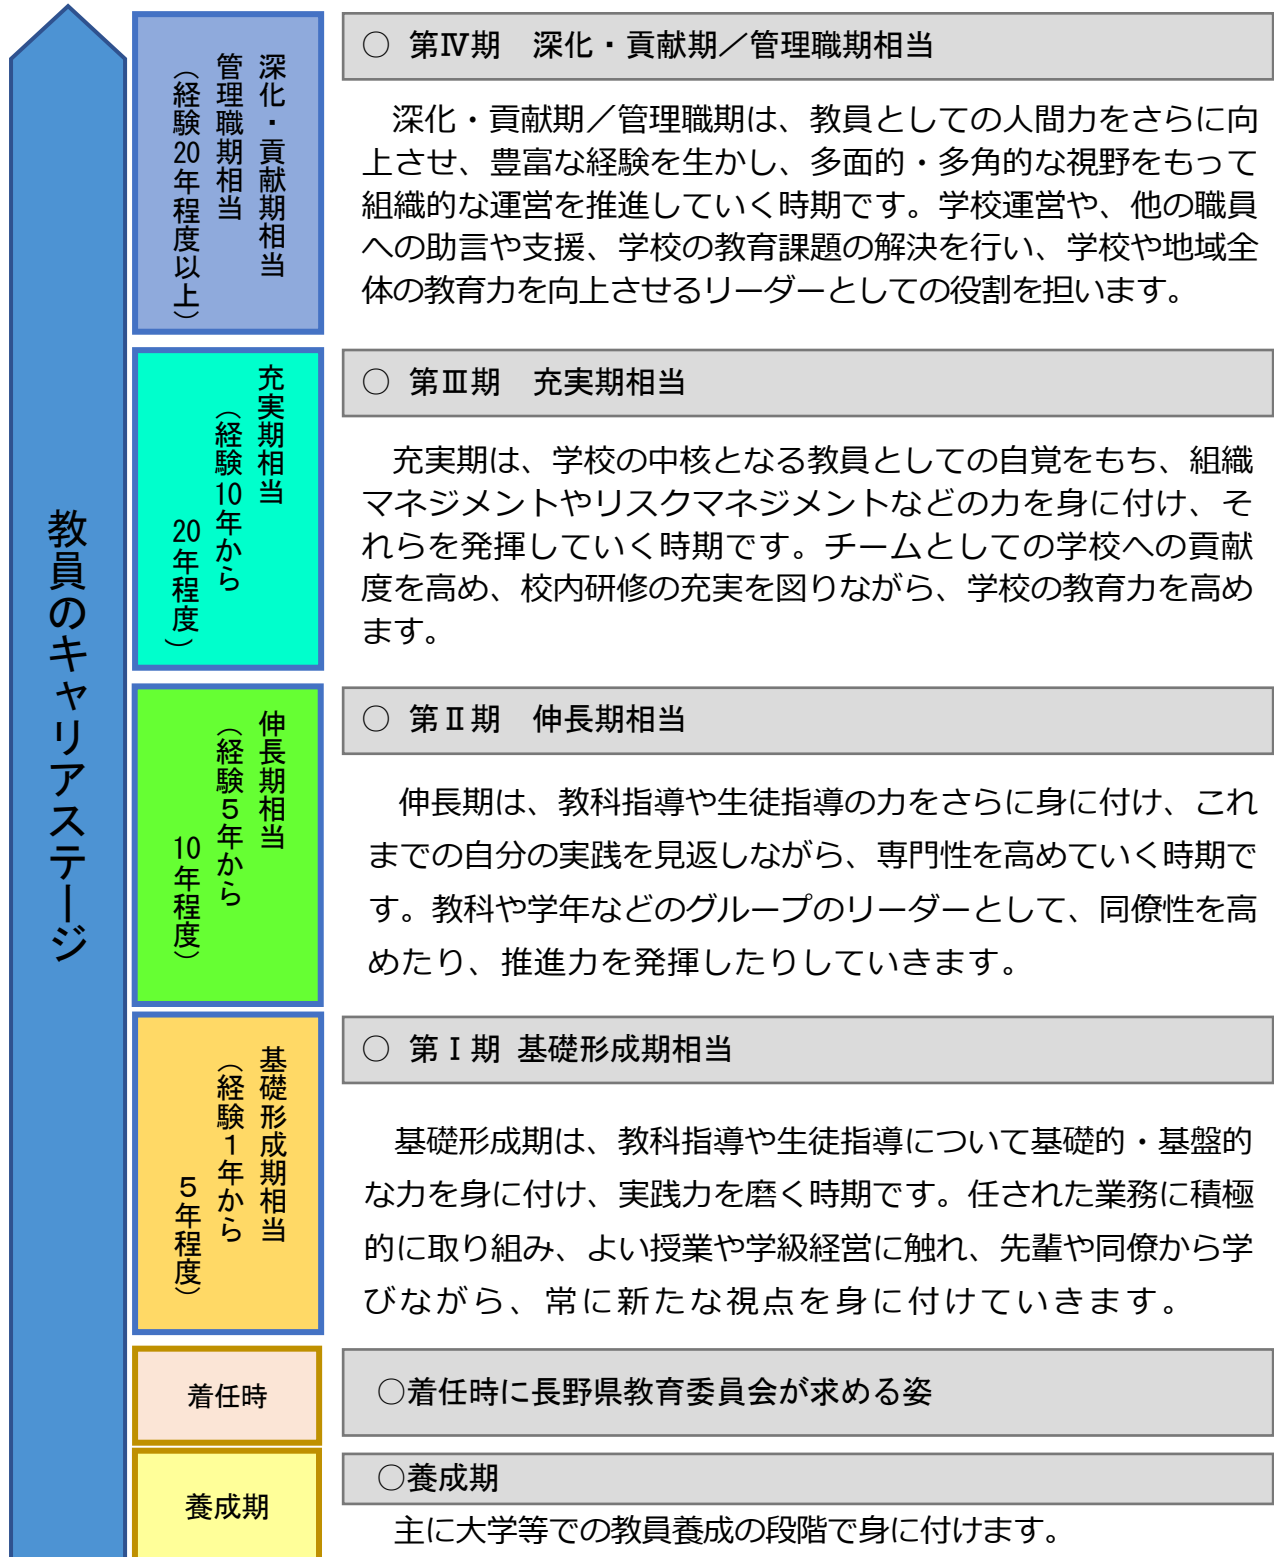 教員のキャリアステージ
深化・貢献期相当
管理職期相当
（経験20年程度以上）
○ 第Ⅳ期　深化・貢献期／管理職期相当
深化・貢献期／管理職期は、教員としての人間力をさらに向
上させ、豊富な経験を生かし、多面的・多角的な視野をもって
組織的な運営を推進していく時期です。学校運営や、他の職員
への助言や支援、学校の教育課題の解決を行い、学校や地域全
体の教育力を向上させるリーダーとしての役割を担います。
充実期相当
（経験10年から
20年程度）
○ 第Ⅲ期　充実期相当
充実期は、学校の中核となる教員としての自覚をもち、組織
マネジメントやリスクマネジメントなどの力を身に付け、そ
れらを発揮していく時期です。チームとしての学校への貢献
度を高め、校内研修の充実を図りながら、学校の教育力を高め
ます。
伸長期相当
（経験５年から
10年程度）
○ 第Ⅱ期　伸長期相当
伸長期は、教科指導や生徒指導の力をさらに身に付け、これ
までの自分の実践を見返しながら、専門性を高めていく時期で
す。教科や学年などのグループのリーダーとして、同僚性を高
めたり、推進力を発揮したりしていきます。
基礎形成期相当
（経験１年から
５年程度）
○ 第Ⅰ期 基礎形成期相当
基礎形成期は、教科指導や生徒指導について基礎的・基盤的
な力を身に付け、実践力を磨く時期です。任された業務に積極
的に取り組み、よい授業や学級経営に触れ、先輩や同僚から学
びながら、常に新たな視点を身に付けていきます。
着任時
○着任時に長野県教育委員会が求める姿
養成期
○養成期
主に大学等での教員養成の段階で身に付けます。